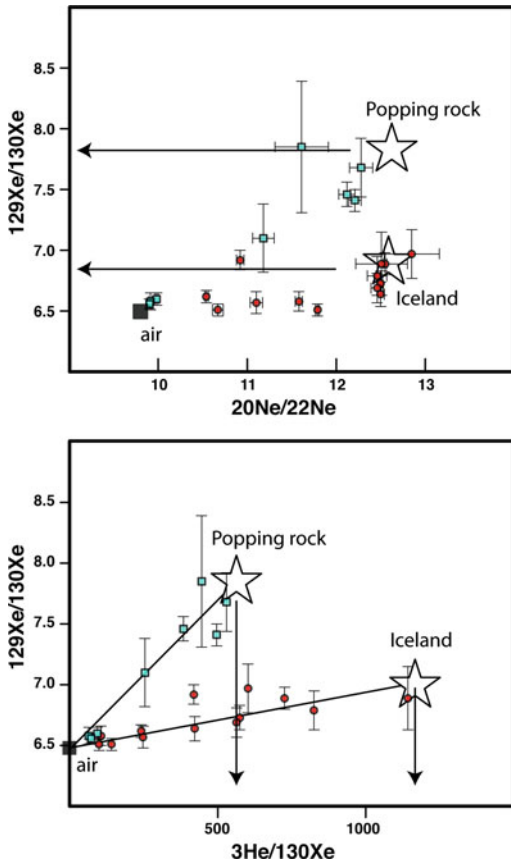 8.5
Popping rock
8.0
129Xe/130Xe
7.5
7.0
Iceland
6.5
air
10
11
12
13
20Ne/22Ne
8.5
Popping rock
8.0
129Xe/130Xe
7.5
Iceland
7.0
6.5
air
500
1000
3He/130Xe